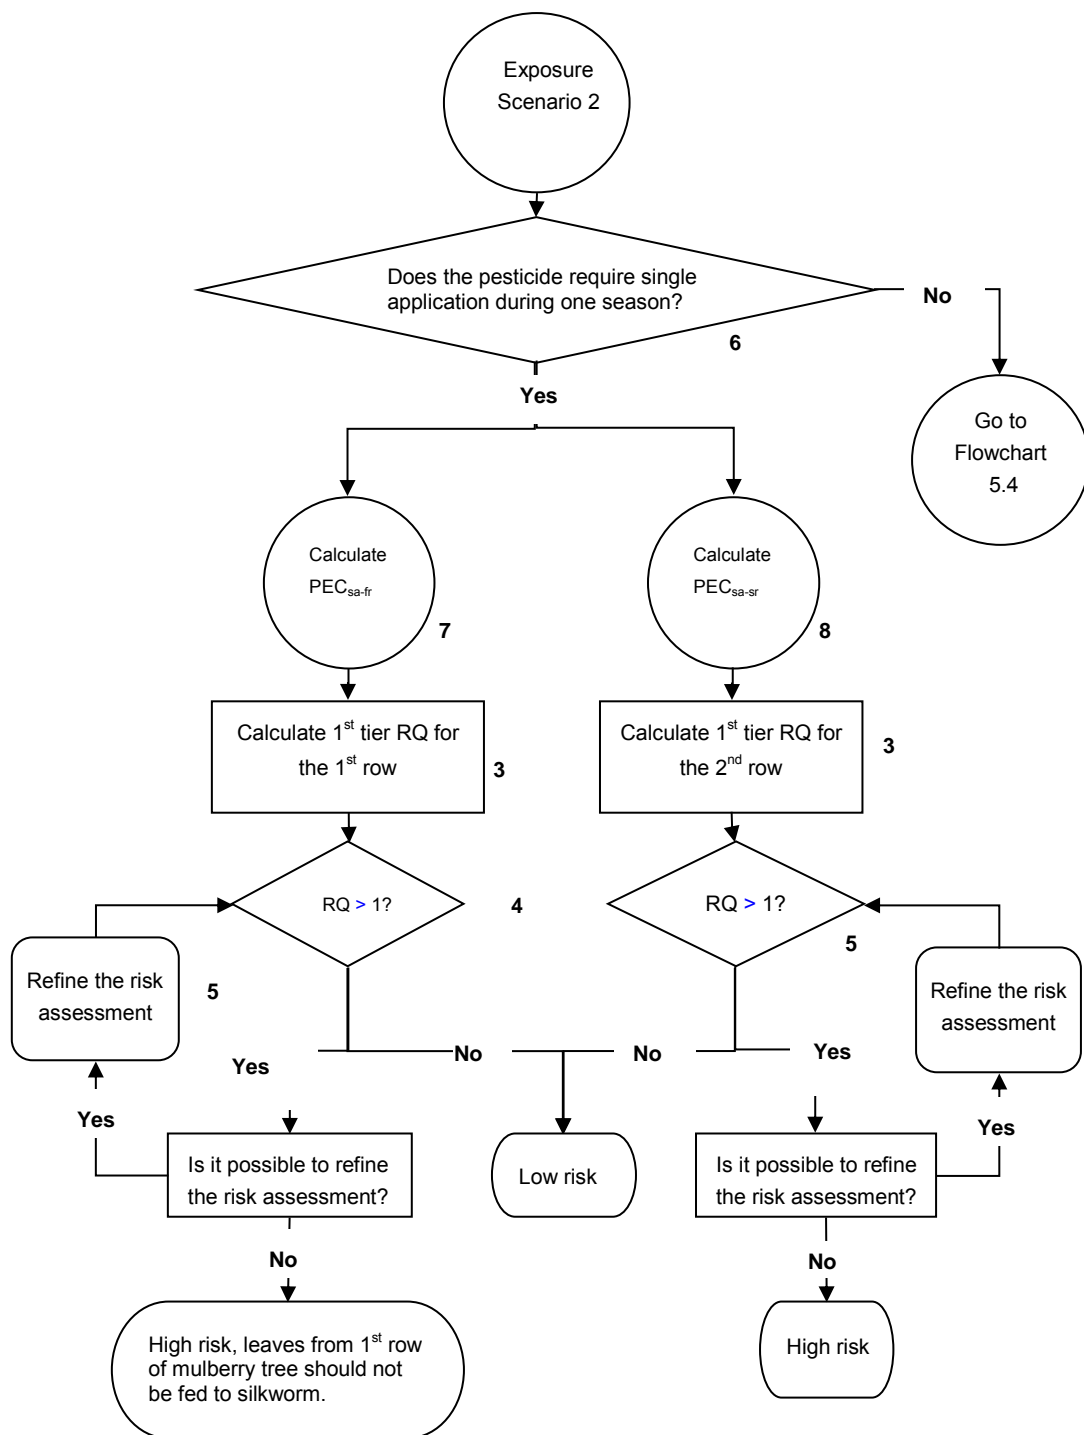 Exposure
Scenario 2
Does the pesticide require single
application during one season?
No
6
Yes
Go to
Flowchart
5.4
Calculate
PECsa-fr
7
Calculate
PECsa-sr
8
Calculate 1st tier RQ for
the 1st row
3
Calculate 1st tier RQ for
the 2nd row
3
RQ > 1?
4
RQ > 1?
5
Refine the risk
assessment
5
Refine the risk
assessment
Yes
No
No
Yes
Yes
Yes
Is it possible to refine
the risk assessment?
Low risk
Is it possible to refine
the risk assessment?
No
No
High risk, leaves from 1st row
of mulberry tree should not
be fed to silkworm.
High risk